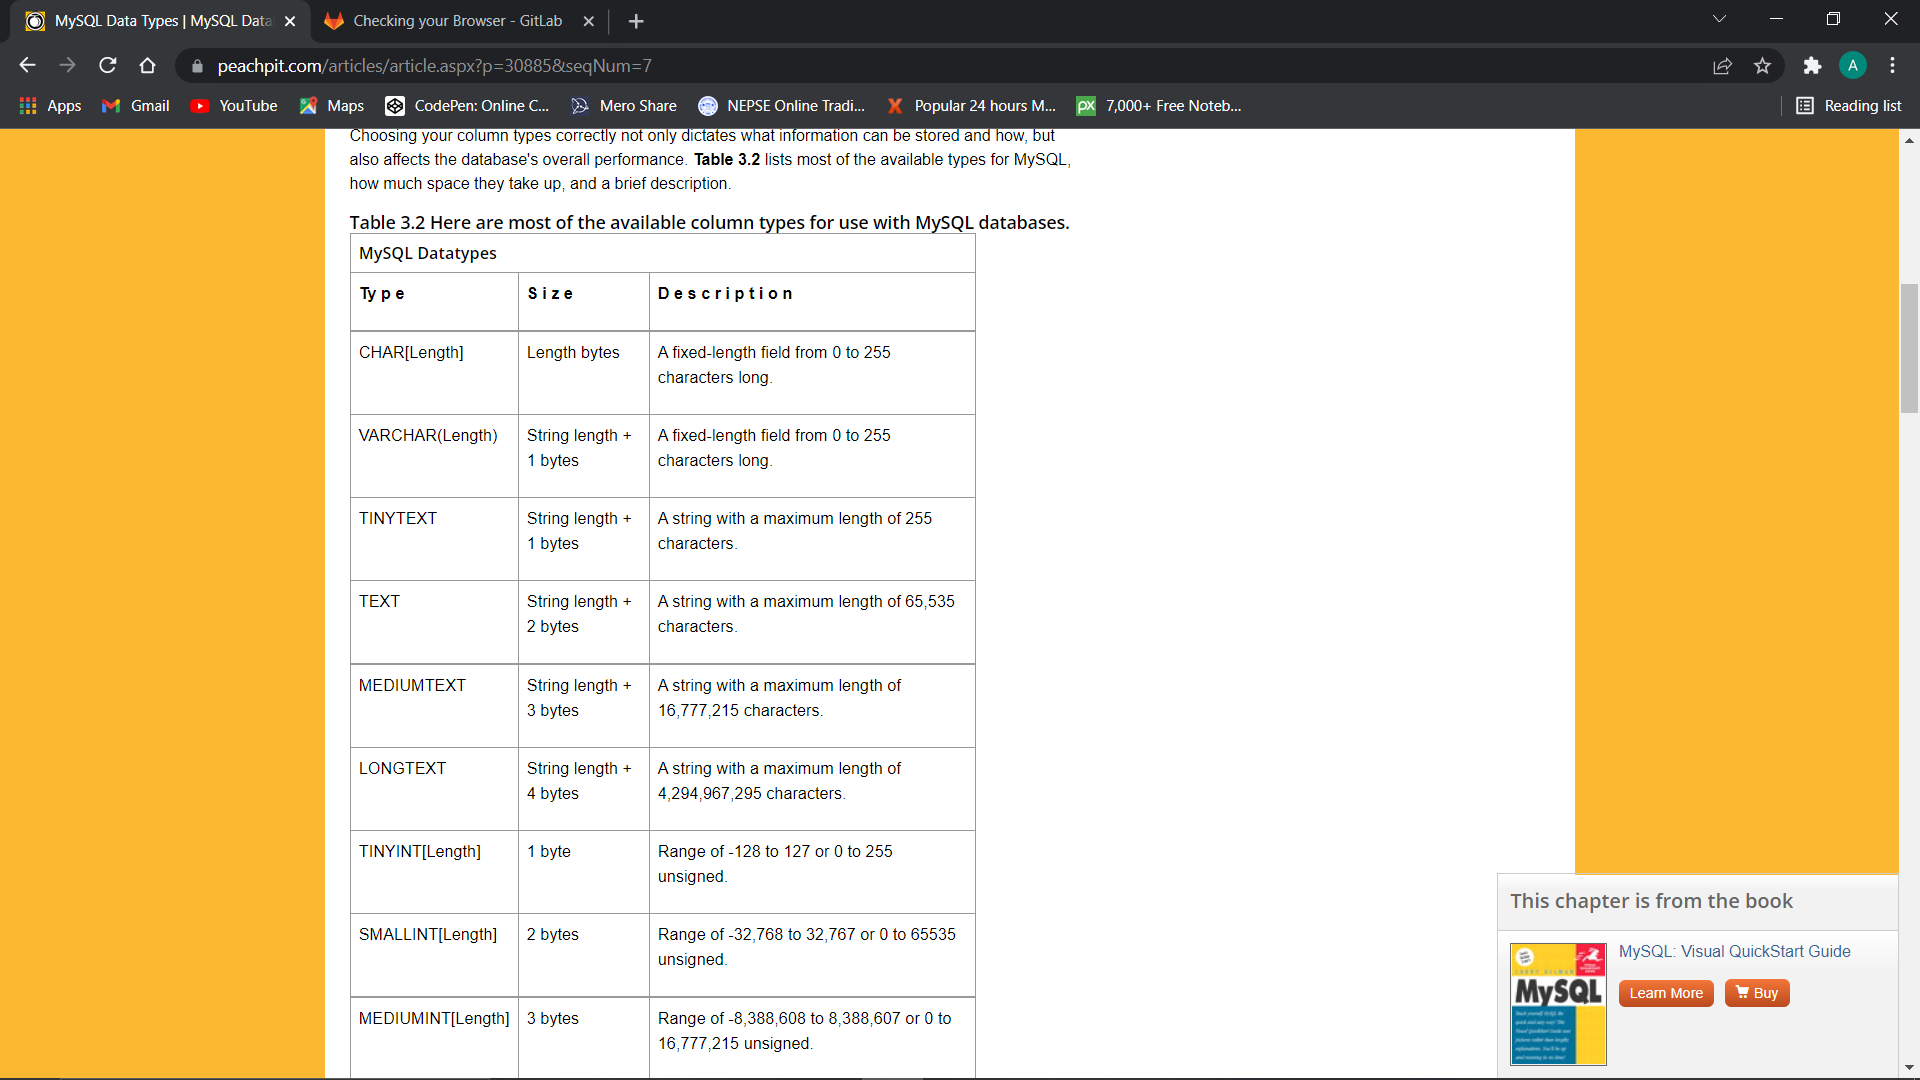 MySQL Data Types | MySQL Data
Checking your Browser - GitLab
peachpit.com/articles/article.aspx?p=30885&seqNum=7
A
Apps
Gmail
YouTube
Maps
CodePen: Online C...
Mero Share
NEPSE Online Tradi...
Popular 24 hours M...
px
7,000+ Free Noteb...
Reading list
Choosing your column types correctly not only dictates what information can be stored and how, but
also affects the database's overall performance. Table 3.2 lists most of the available types for MySQL,
how much space they take up, and a brief description.
Table 3.2 Here are most of the available column types for use with MySQL databases.
MySQL Datatypes
Type Size Description
CHAR[Length] Length bytes A fixed-length field from 0 to 255
characters long.
VARCHAR(Length) String length + A fixed-length field from 0 to 255
1 bytes characters long.
TINYTEXT String length + A string with a maximum length of 255
1 bytes characters.
TEXT String length + A string with a maximum length of 65,535
2 bytes characters.
MEDIUMTEXT String length + A string with a maximum length of
3 bytes 16,777,215 characters.
LONGTEXT String length + A string with a maximum length of
4 bytes 4,294,967,295 characters.
TINYINT[Length] 1 byte Range of -128 to 127 or 0 to 255
unsigned.
SMALLINT[Length] 2 bytes Range of -32,768 to 32,767 or 0 to 65535
unsigned.
MEDIUMINT[Length] 3 bytes Range of -8,388,608 to 8,388,607 or 0 to
16,777,215 unsigned.
This chapter is from the book
MySQL: Visual QuickStart Guide
Learn More
Buy
MySQL